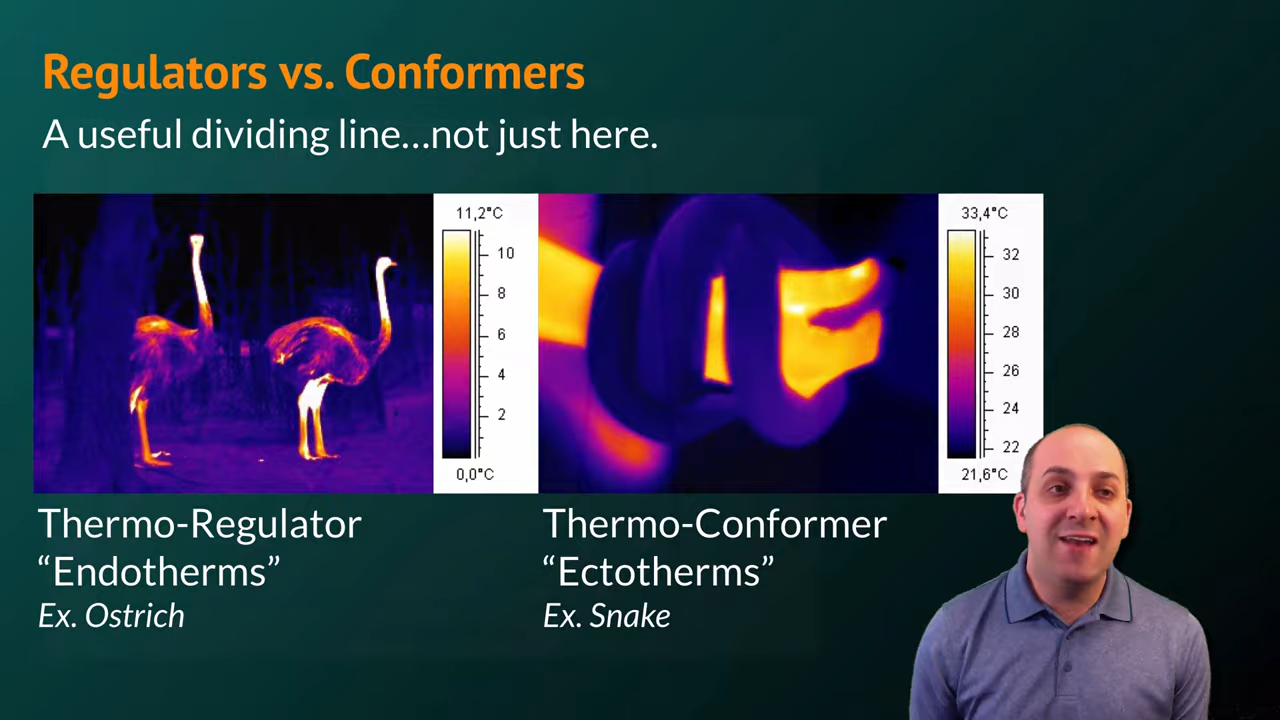 Regulators vs. Conformers
A useful dividing line...not just here.
11,2°C
10
8
6
4
2
0,0°C
33,4°C
32
30
28
26
24
22
21,6°C
Thermo-Regulator
“Endotherms”
Ex. Ostrich
Thermo-Conformer
“Ectotherms”
Ex. Snake